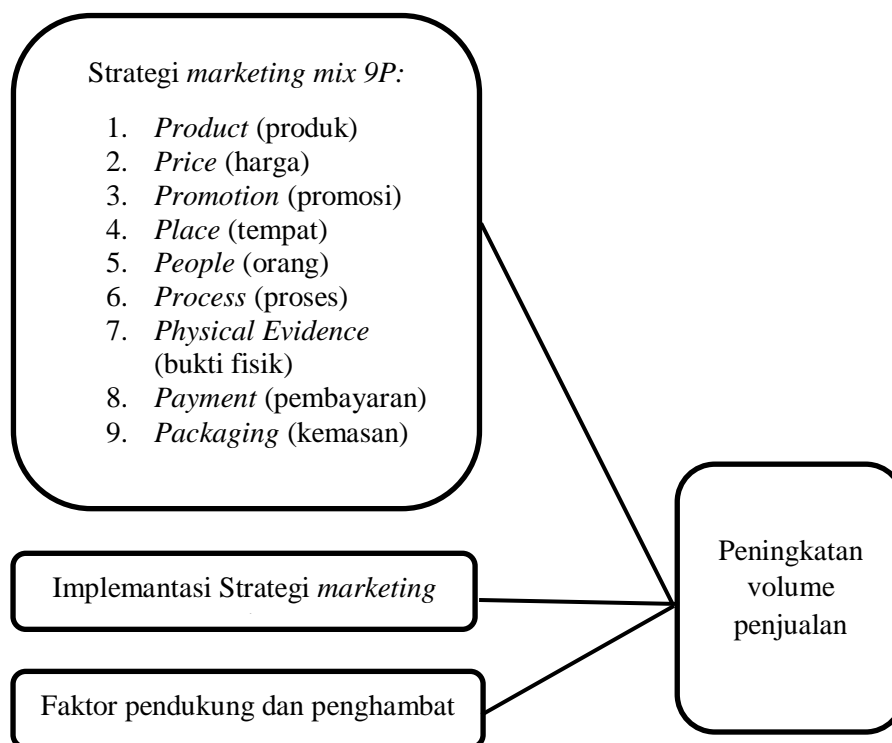 Strategi marketing mix 9P:
1. Product (produk)
2. Price (harga)
3. Promotion (promosi)
4. Place (tempat)
5. People (orang)
6. Process (proses)
7. Physical Evidence
(bukti fisik)
8. Payment (pembayaran)
9. Packaging (kemasan)
Implemantasi Strategi marketing
Faktor pendukung dan penghambat
Peningkatan
volume
penjualan